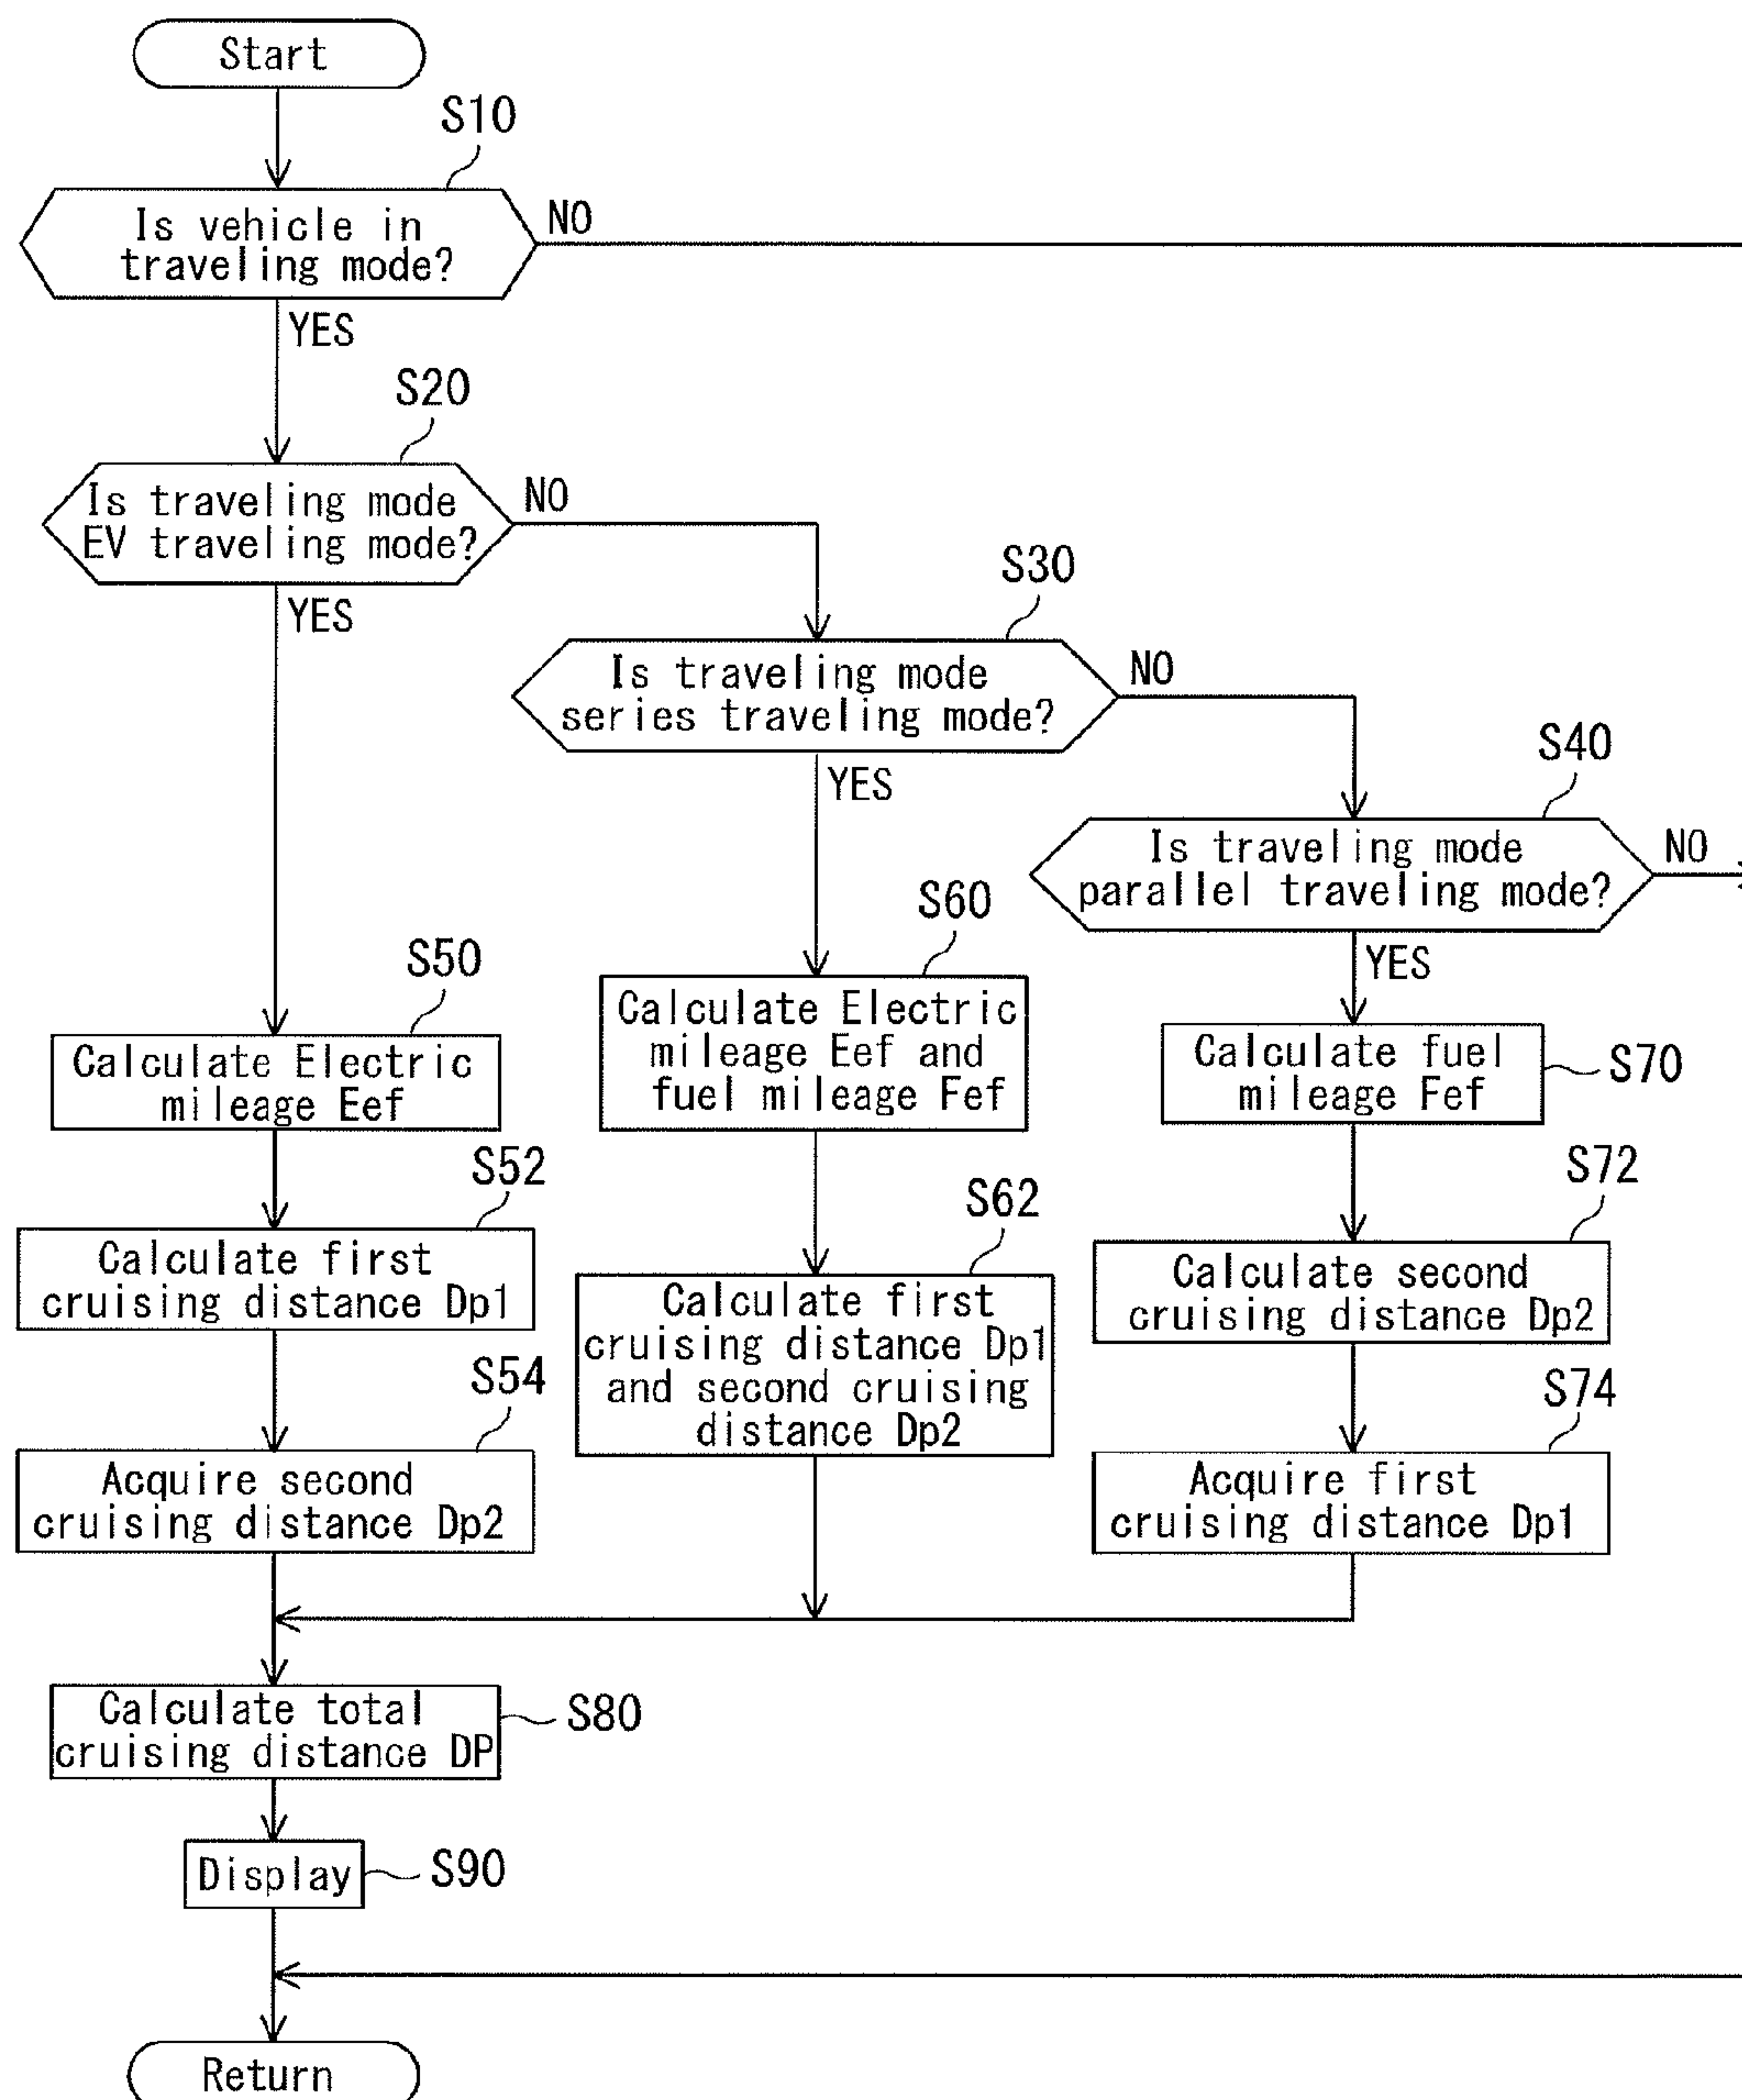 Start
S10
Is vehicle in
traveling mode?
NO
YES
S20
Is traveling mode
EV traveling mode?
NO
YES
S30
Is traveling mode
series traveling mode?
NO
YES
S40
Is traveling mode
parallel traveling mode?
NO
YES
S50
Calculate Electric
mileage Eef
S52
Calculate first
cruising distance Dp1
S54
Acquire second
cruising distance Dp2
S60
Calculate Electric
mileage Eef and
fuel mileage Fef
S62
Calculate first
cruising distance Dp1
and second cruising
distance Dp2
Calculate fuel
mileage Fef
S70
S72
Calculate second
cruising distance Dp2
S74
Acquire first
cruising distance Dp1
Calculate total
cruising distance DP
S80
Display
S90
Return